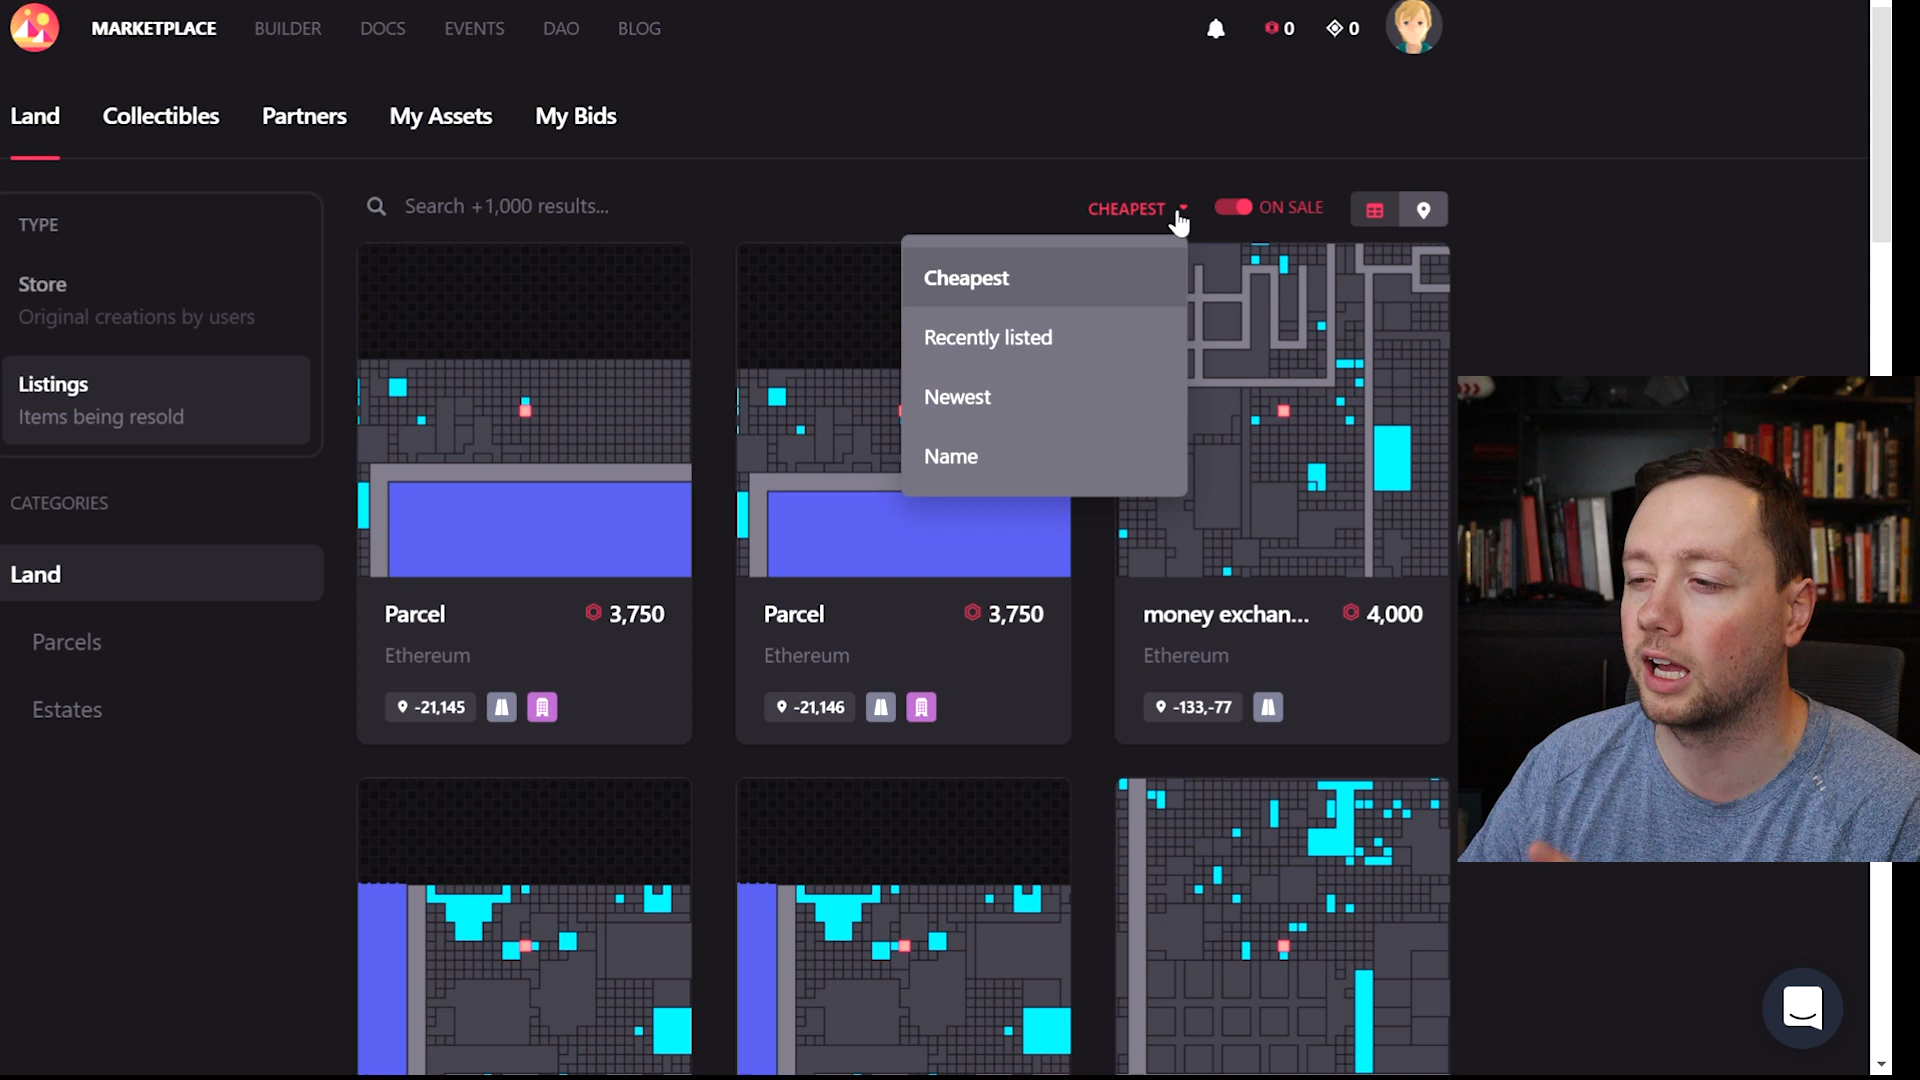 MARKETPLACE BUILDER DOCS EVENTS DAO BLOG 0 0
Land Collectibles Partners My Assets My Bids
TYPE
Store
Original creations by users
Listings
Items being resold
CATEGORIES
Land
Parcels
Estates
Search +1,000 results...
CHEAPEST ON SALE
Cheapest
Recently listed
Newest
Name
Parcel 3,750
Ethereum
-21,145
Parcel 3,750
Ethereum
-21,146
money exchan... 4,000
Ethereum
-133,-77